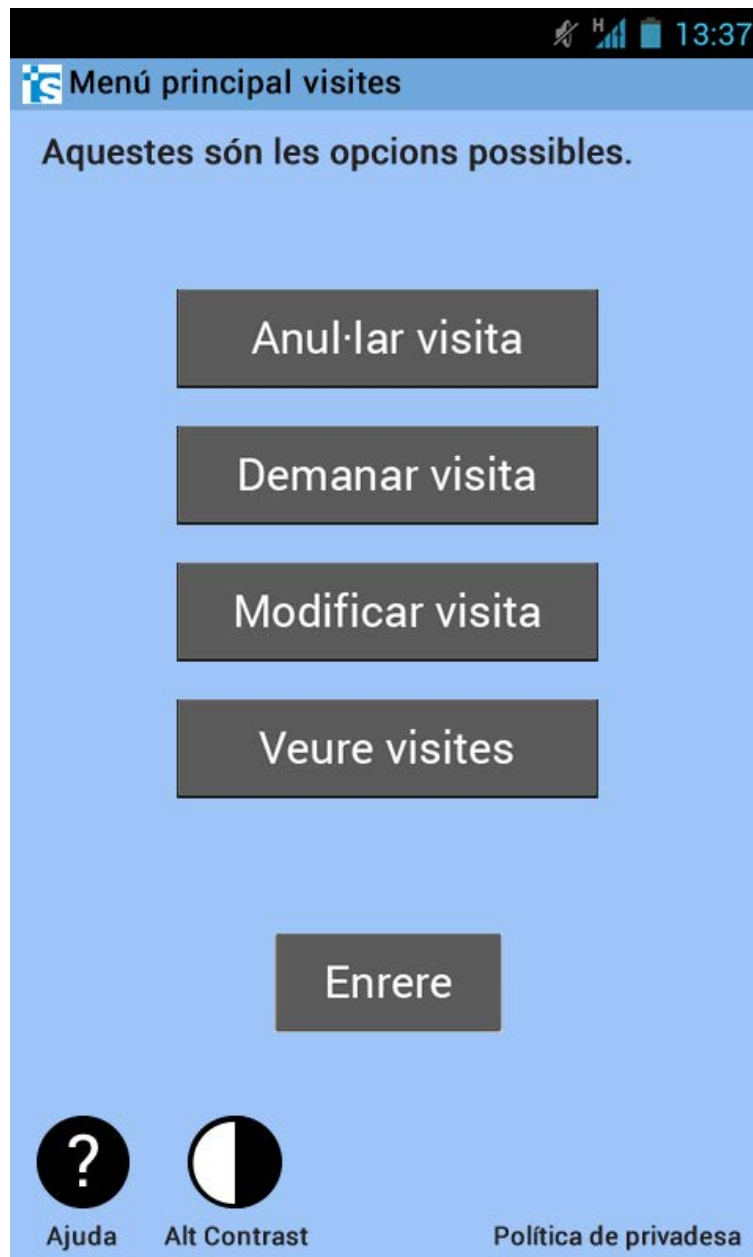 H 13:37
is Menú principal visites
Aquestes són les opcions possibles.
Anul·lar visita
Demanar visita
Modificar visita
Veure visites
Enrere
?
Ajuda Alt Contrast Política de privadesa